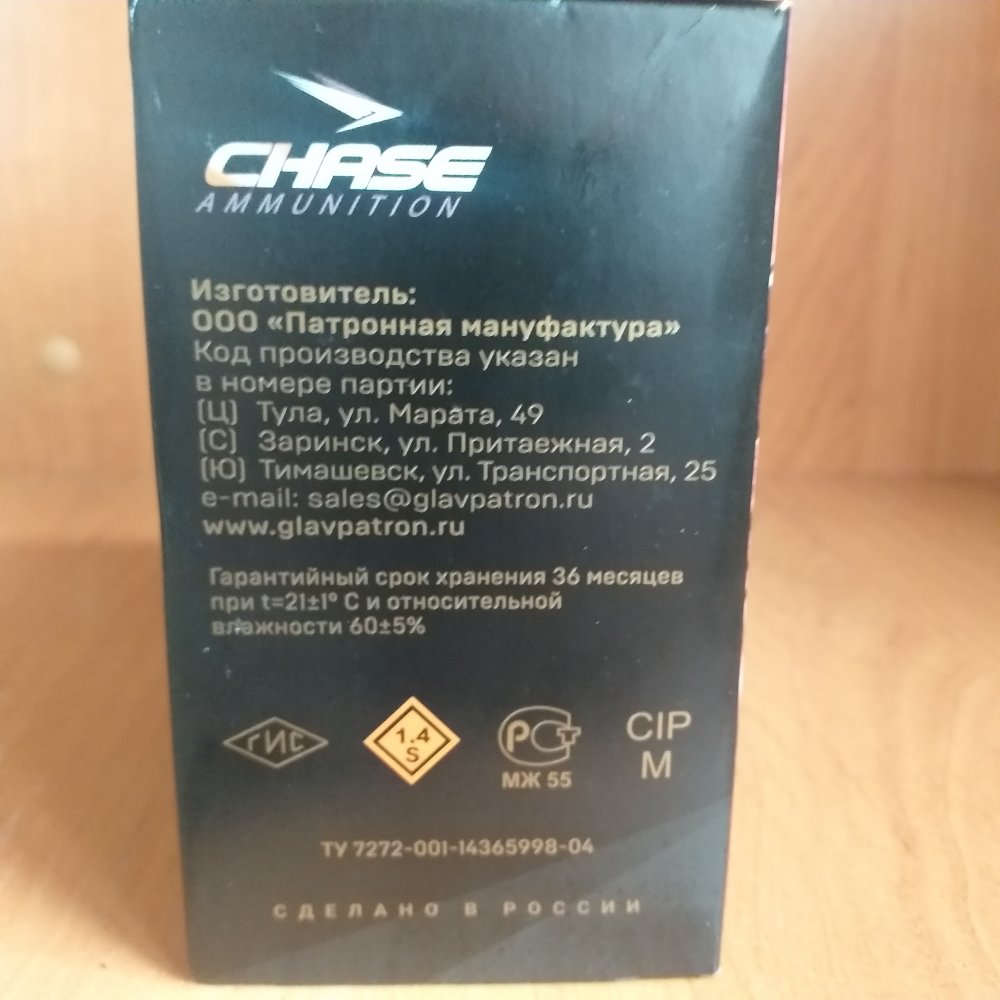 CHASE
AMMUNITION
Изготовитель:
ООО «Патронная мануфактура»
Код производства указан
в номере партии:
(Ц) Тула, ул. Марата, 49
(С) Заринск, ул. Притаежная, 2
(Ю) Тимашевск, ул. Транспортная, 25
e-mail: sales@glavpatron.ru
www.glavpatron.ru
Гарантийный срок хранения 36 месяцев
при t=21±1° C и относительной
влажности 60±5%
ГИС
1.4
S
РСТ
МЖ 55
CIP
M
ТУ 7272-001-14365998-04
СДЕЛАНО В РОССИИ